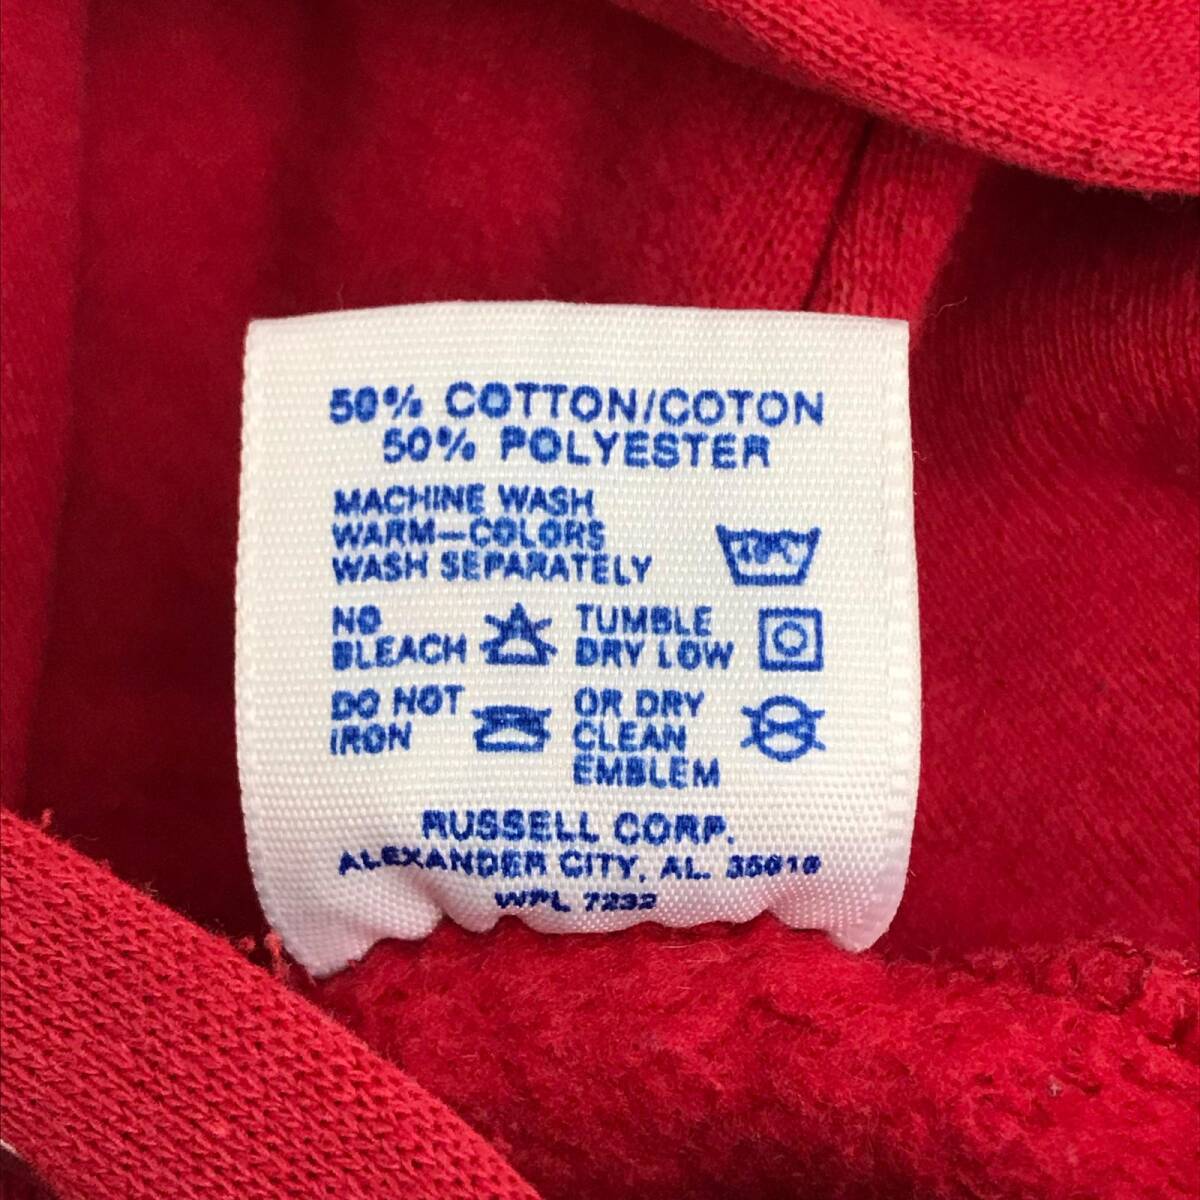 50% COTTON/COTON
50% POLYESTER
MACHINE WASH
WARM—COLORS
WASH SEPARATELY
NO
BLEACH
TUMBLE
DRY LOW
DO NOT
IRON
OR DRY
CLEAN
EMBLEM
RUSSELL CORP.
ALEXANDER CITY, AL. 35010
WPL 7232